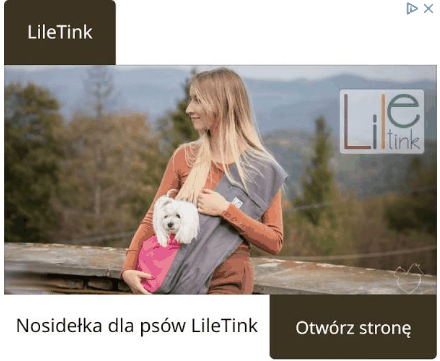 LileTink
Lile
tink
Nosidełka dla psów LileTink
Otwórz stronę